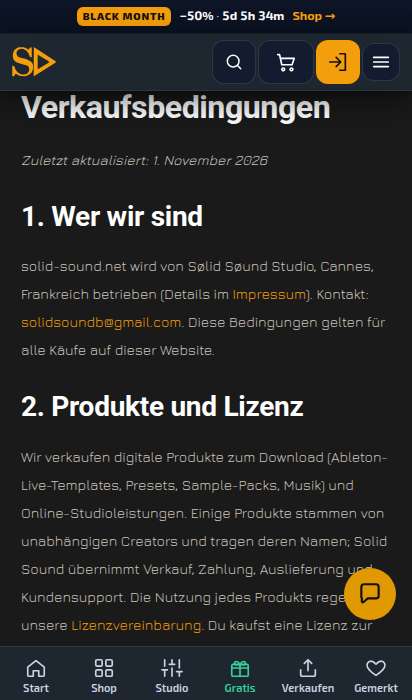 BLACK MONTH −50% · 5d 5h 34m Shop →
SD
Verkaufsbedingungen
Zuletzt aktualisiert: 1. November 2026
1. Wer wir sind
solid-sound.net wird von Sølid Søund Studio, Cannes,
Frankreich betrieben (Details im Impressum). Kontakt:
solidsoundb@gmail.com. Diese Bedingungen gelten für
alle Käufe auf dieser Website.
2. Produkte und Lizenz
Wir verkaufen digitale Produkte zum Download (Ableton-
Live-Templates, Presets, Sample-Packs, Musik) und
Online-Studioleistungen. Einige Produkte stammen von
unabhängigen Creators und tragen deren Namen; Solid
Sound übernimmt Verkauf, Zahlung, Auslieferung und
Kundensupport. Die Nutzung jedes Produkts
unsere Lizenzvereinbarung. Du kaufst eine Lizenz zur
Start Shop Studio Gratis Verkaufen Gemerkt